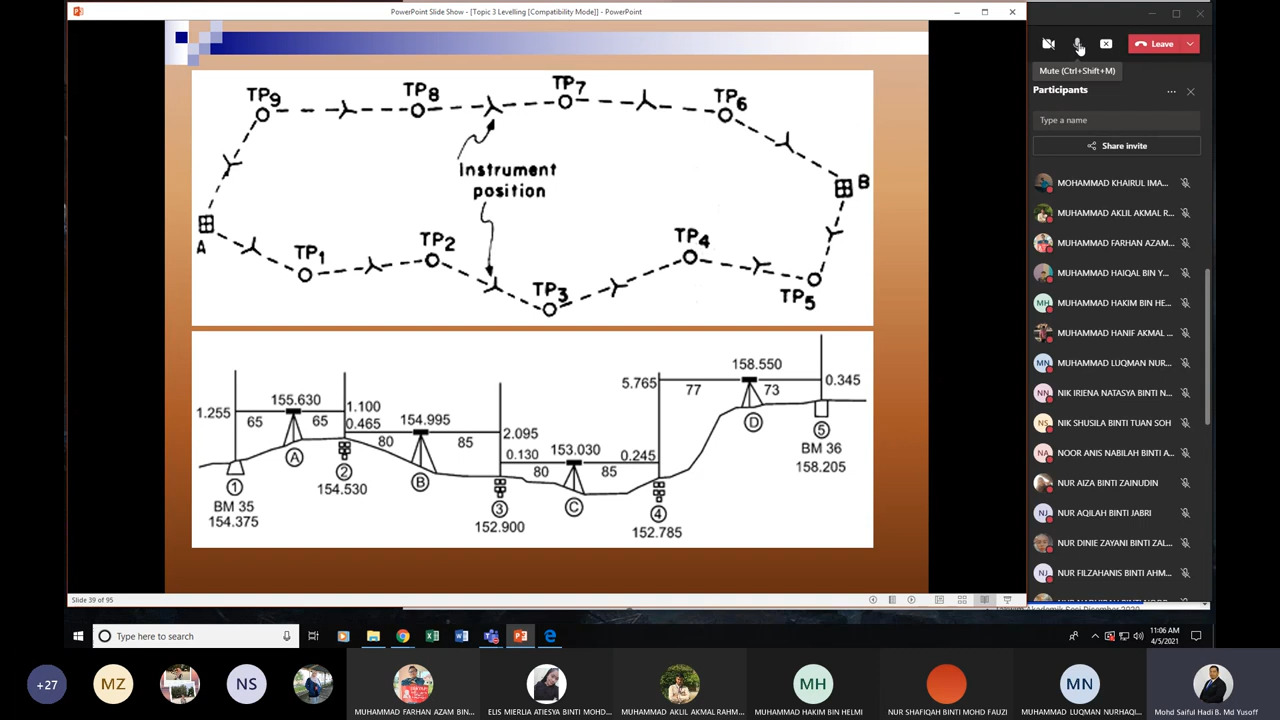 PowerPoint Slide Show - [Topic 3 Levelling [Compatibility Mode]] - PowerPoint
TP9
TP8
TP7
TP6
Instrument
position
B
A
TP1
TP2
TP3
TP4
TP5
155.630
1.255
65
65
1.100
0.465
154.995
80
85
2.095
0.130
153.030
80
85
0.245
5.765
158.550
77
73
0.345
A
B
C
D
1
BM 35
154.375
2
154.530
3
152.900
4
152.785
5
BM 36
158.205
Slide 39 of 95
Leave
Mute (Ctrl+Shift+M)
Participants
Type a name
Share invite
MOHAMMAD KHAIRUL IMA...
MUHAMMAD AKLIL AKMAL R...
MUHAMMAD FARHAN AZAM...
MUHAMMAD HAIQAL BIN Y...
MH MUHAMMAD HAKIM BIN HE...
MUHAMMAD HANIF AKMAL ...
MN MUHAMMAD LUQMAN NUR...
NN NIK IRIENA NATASYA BINTI N...
NS NIK SHUSILA BINTI TUAN SOH
NA NOOR ANIS NABILAH BINTI A...
NUR AIZA BINTI ZAINUDIN
NJ NUR AQILAH BINTI JABRI
NUR DINIE ZAYANI BINTI ZAL...
NJ NUR FILZAHANIS BINTI AHM...
Type here to search
11:06 AM
4/5/2021
+27
MZ
NS
MUHAMMAD FARHAN AZAM BIN...
ELIS MIERLIA ATIESYA BINTI MOHD...
MUHAMMAD AKLIL AKMAL RAHM...
MH
MUHAMMAD HAKIM BIN HELMI
NUR SHAFIQAH BINTI MOHD FAUZI
MN
MUHAMMAD LUQMAN NURHAQI...
Mohd Saiful Hadi B. Md Yusoff